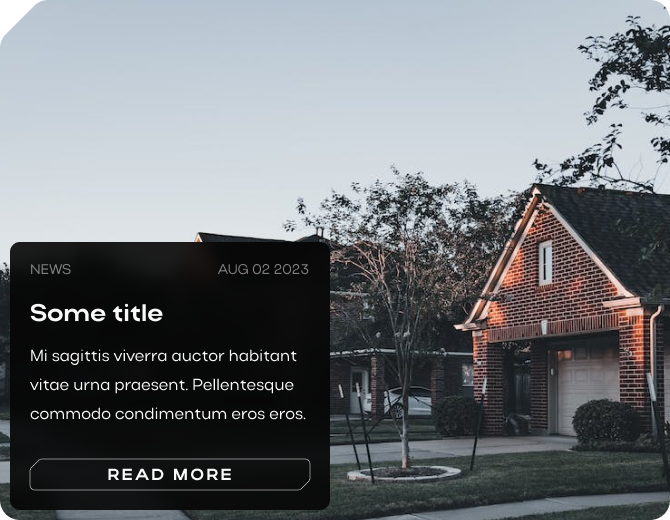 NEWS AUG 02 2023
Some title
Mi sagittis viverra auctor habitant
vitae urna praesent. Pellentesque
commodo condimentum eros eros.
READ MORE